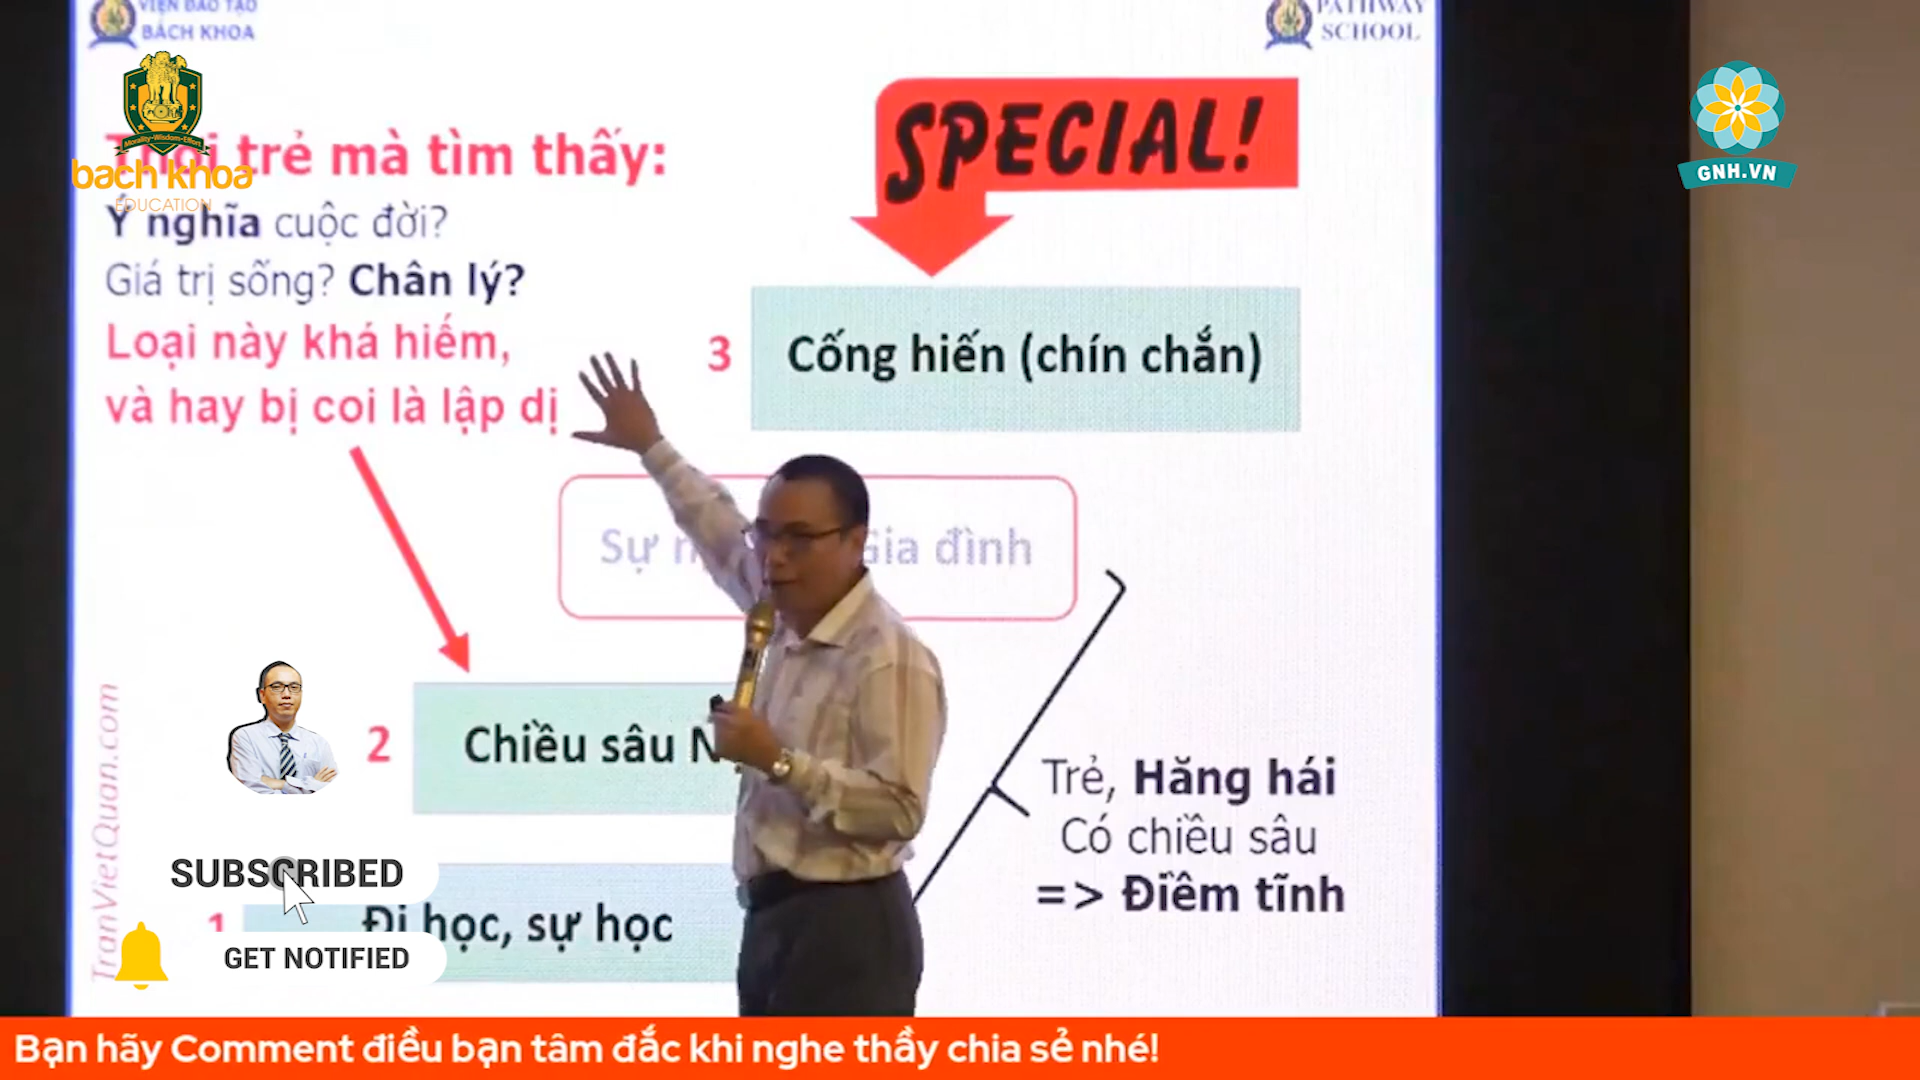 VIỆN ĐÀO TẠO
BÁCH KHOA
PATHWAY
SCHOOL
Morality-Wisdom-Effort
bach khoa
EDUCATION
GNH.VN
SPECIAL!
trẻ mà tìm thấy:
Ý nghĩa cuộc đời?
Giá trị sống? Chân lý?
Loại này khá hiếm,
và hay bị coi là lập dị
3 Cống hiến (chín chắn)
Sự Gia đình
2 Chiều sâu
Trẻ, Hăng hái
Có chiều sâu
=> Điềm tĩnh
TranVietQuan.com
SUBSCRIBED
1 Đi học, sự học
GET NOTIFIED
Bạn hãy Comment điều bạn tâm đắc khi nghe thầy chia sẻ nhé!